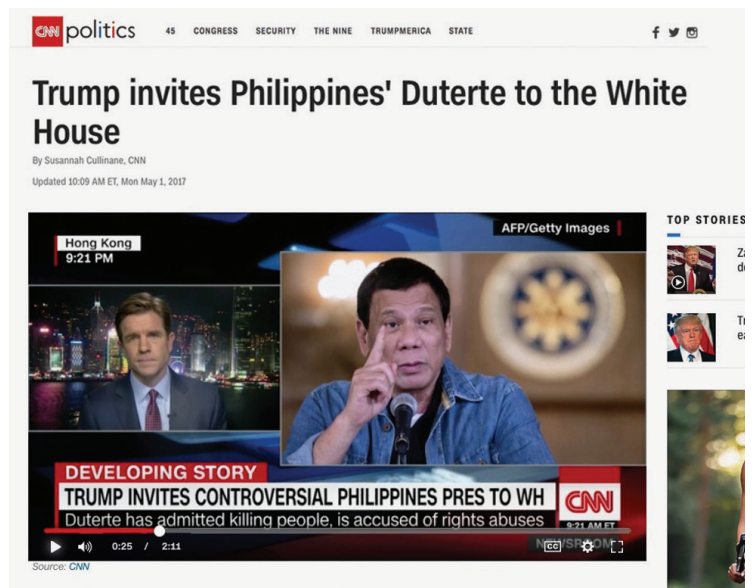 CNN politics 45 CONGRESS SECURITY THE NINE TRUMPMERICA STATE
Trump invites Philippines' Duterte to the White
House
By Susannah Cullinane, CNN
Updated 10:09 AM ET, Mon May 1, 2017
AFP/Getty Images
Hong Kong
9:21 PM
DEVELOPING STORY
TRUMP INVITES CONTROVERSIAL PHILIPPINES PRES TO WH
Duterte has admitted killing people, is accused of rights abuses
CNN
9:21 AM ET
NEWSROOM
0:25 / 2:11
CC
Source: CNN
TOP STORIES